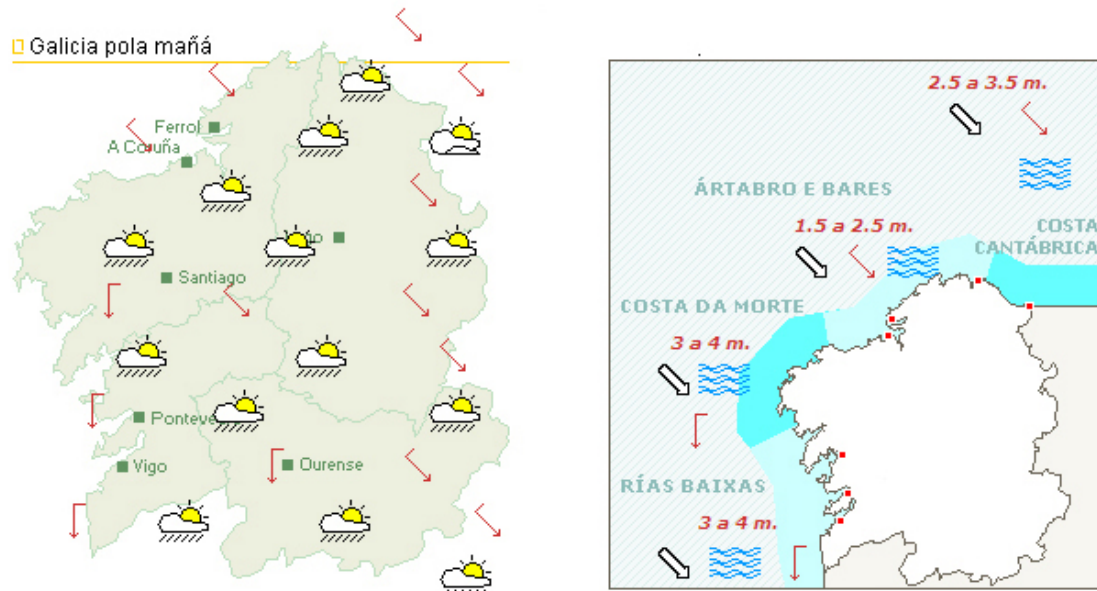 Galicia pola mañá
Ferrol
A Coruña
Santiago
Ourense
Vigo
2.5 a 3.5 m.
ÁRTABRO E BARES
1.5 a 2.5 m.
COSTA
CANTÁBRICA
COSTA DA MORTE
3 a 4 m.
RÍAS BAIXAS
3 a 4 m.